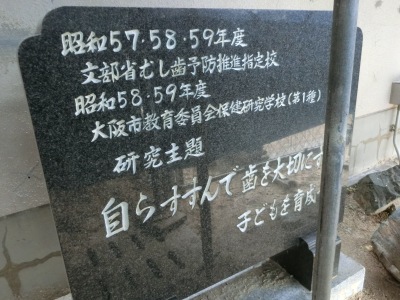 昭和57・58・59年度
文部省むし歯予防推進指定校
昭和58・59年度
大阪市教育委員会保健研究学校(第1種)
研究主題
自らすすんで歯を大切にす
子どもを育成